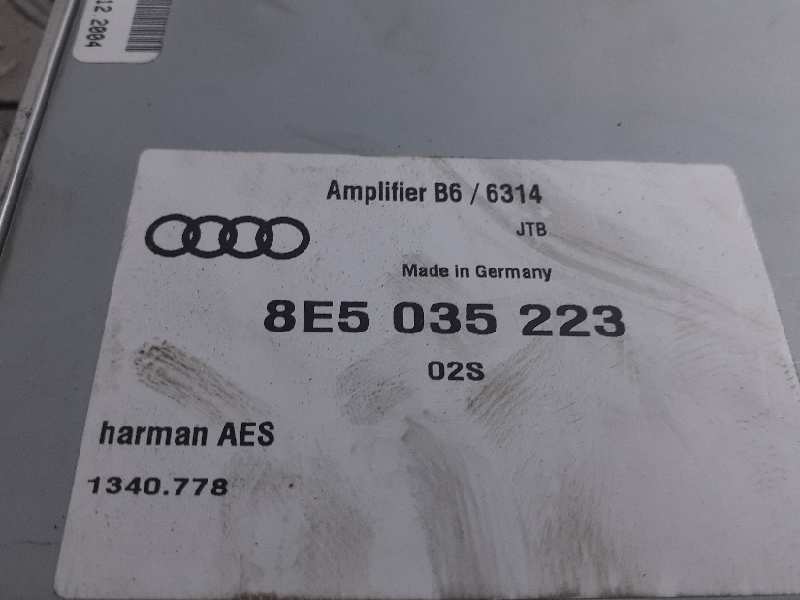 12 2004
Amplifier B6 / 6314
JTB
Made in Germany
8E5 035 223
02S
harman AES
1340.778